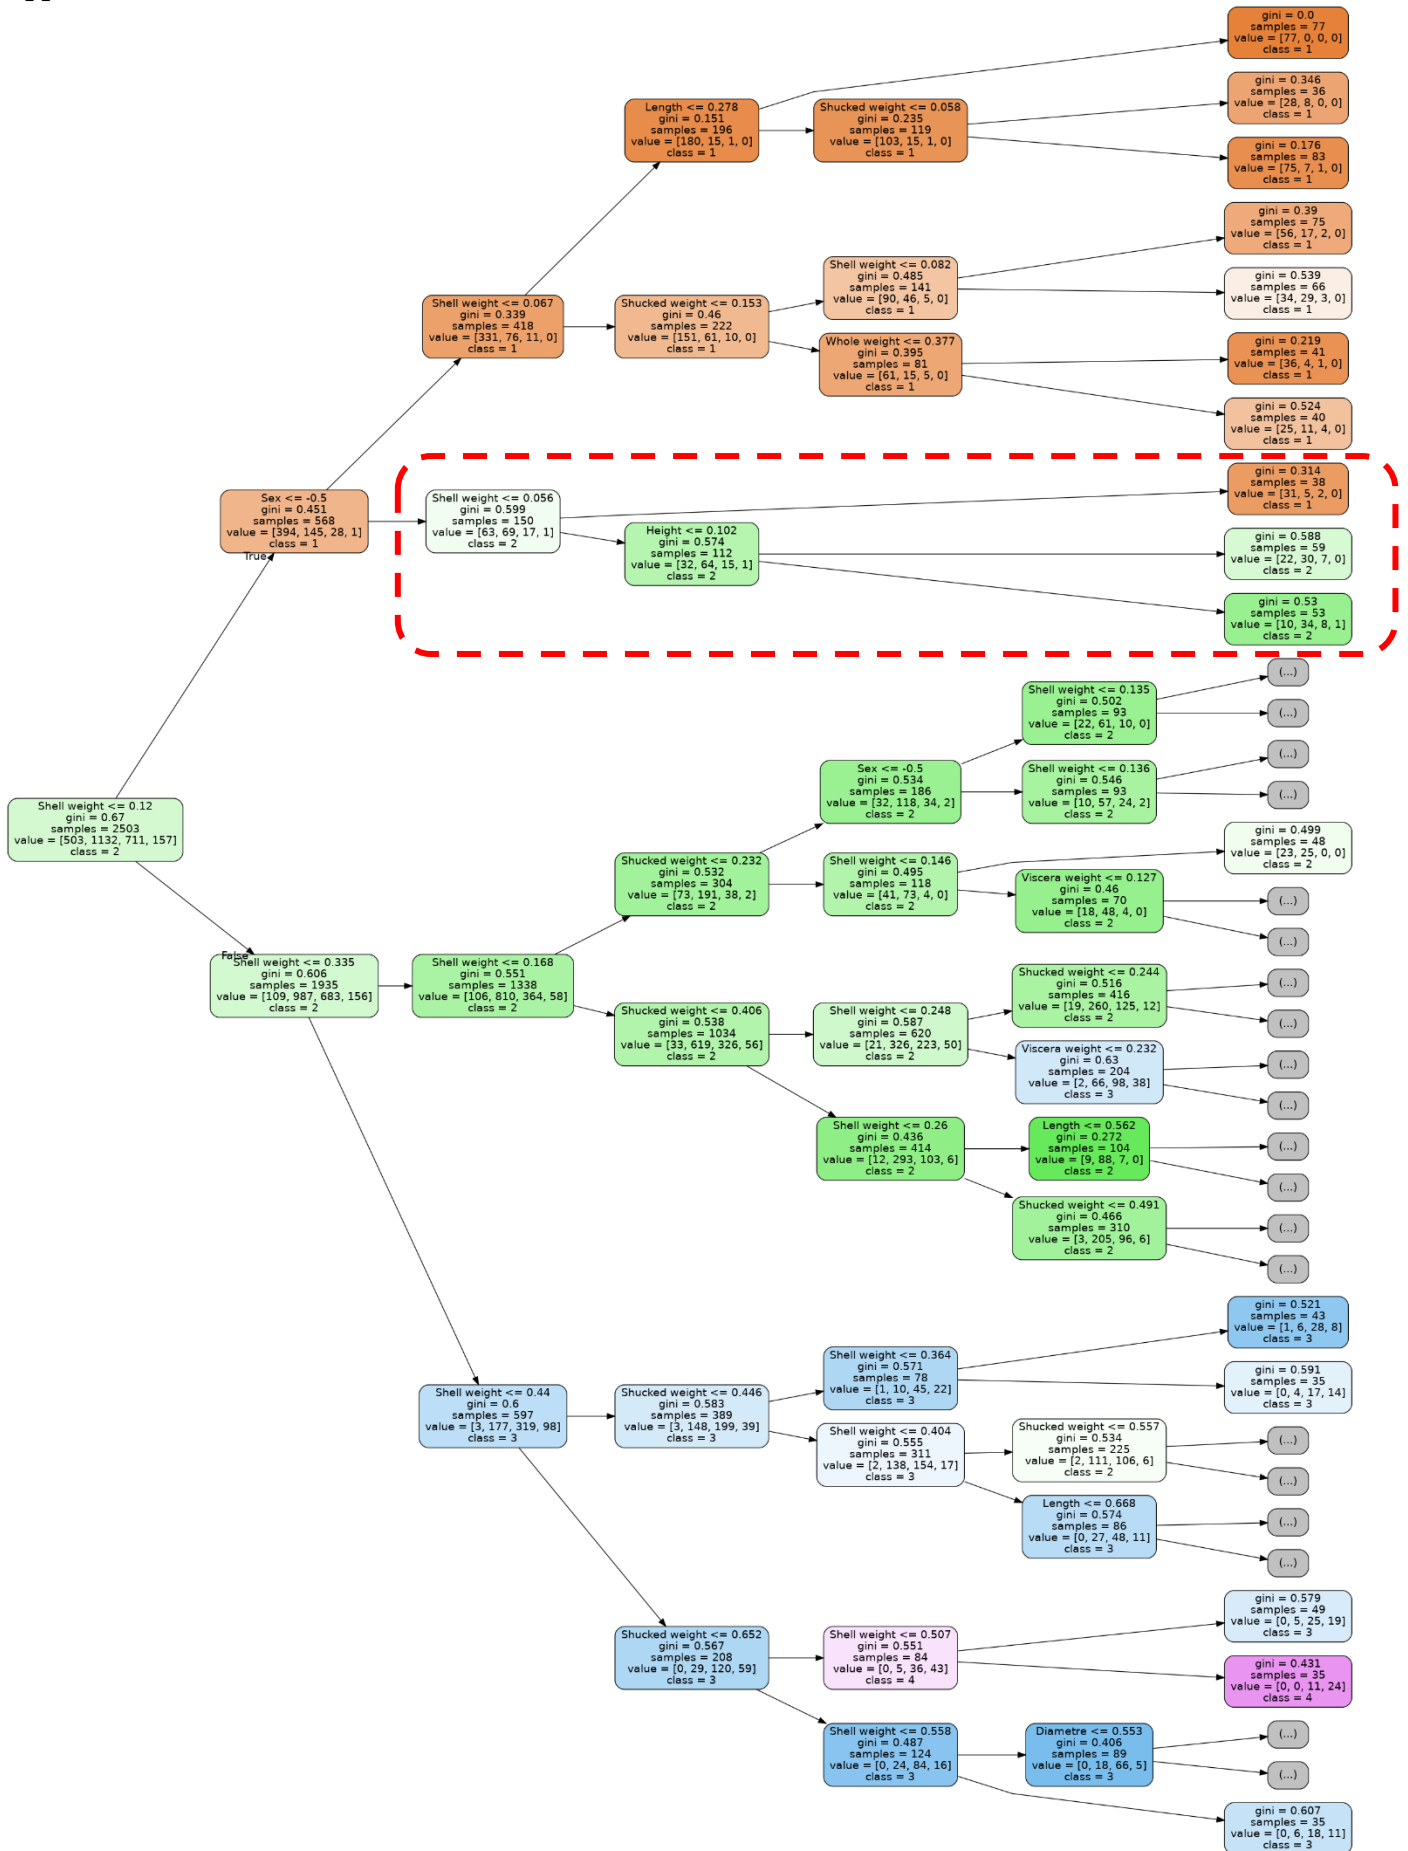 gini = 0.0
samples = 77
value = [77, 0, 0, 0]
class = 1
gini = 0.346
samples = 36
value = [28, 8, 0, 0]
class = 1
Length <= 0.278
gini = 0.151
samples = 196
value = [180, 15, 1, 0]
class = 1
Shucked weight <= 0.058
gini = 0.235
samples = 119
value = [103, 15, 1, 0]
class = 1
gini = 0.176
samples = 83
value = [75, 7, 1, 0]
class = 1
gini = 0.39
samples = 75
value = [56, 17, 2, 0]
class = 1
Shell weight <= 0.082
gini = 0.485
samples = 141
value = [90, 46, 5, 0]
class = 1
gini = 0.539
samples = 66
value = [34, 29, 3, 0]
class = 1
Shell weight <= 0.067
gini = 0.339
samples = 418
value = [331, 76, 11, 0]
class = 1
Shucked weight <= 0.153
gini = 0.46
samples = 222
value = [151, 61, 10, 0]
class = 1
Whole weight <= 0.377
gini = 0.395
samples = 81
value = [61, 15, 5, 0]
class = 1
gini = 0.219
samples = 41
value = [36, 4, 1, 0]
class = 1
gini = 0.524
samples = 40
value = [25, 11, 4, 0]
class = 1
gini = 0.314
samples = 38
value = [31, 5, 2, 0]
class = 1
Sex <= -0.5
gini = 0.451
samples = 568
value = [394, 145, 28, 1]
class = 1
Shell weight <= 0.056
gini = 0.599
samples = 150
value = [63, 69, 17, 1]
class = 2
Height <= 0.102
gini = 0.574
samples = 112
value = [32, 64, 15, 1]
class = 2
gini = 0.588
samples = 59
value = [22, 30, 7, 0]
class = 2
True
gini = 0.53
samples = 53
value = [10, 34, 8, 1]
class = 2
(...)
Shell weight <= 0.135
gini = 0.502
samples = 93
value = [22, 61, 10, 0]
class = 2
(...)
(...)
Sex <= -0.5
gini = 0.534
samples = 186
value = [32, 118, 34, 2]
class = 2
Shell weight <= 0.136
gini = 0.546
samples = 93
value = [10, 57, 24, 2]
class = 2
(...)
Shell weight <= 0.12
gini = 0.67
samples = 2503
value = [503, 1132, 711, 157]
class = 2
gini = 0.499
samples = 48
value = [23, 25, 0, 0]
class = 2
Shucked weight <= 0.232
gini = 0.532
samples = 304
value = [73, 191, 38, 2]
class = 2
Shell weight <= 0.146
gini = 0.495
samples = 118
value = [41, 73, 4, 0]
class = 2
Viscera weight <= 0.127
gini = 0.46
samples = 70
value = [18, 48, 4, 0]
class = 2
(...)
(...)
False
Shell weight <= 0.335
gini = 0.606
samples = 1935
value = [109, 987, 683, 156]
class = 2
Shell weight <= 0.168
gini = 0.551
samples = 1338
value = [106, 810, 364, 58]
class = 2
Shucked weight <= 0.244
gini = 0.516
samples = 416
value = [19, 260, 125, 12]
class = 2
(...)
(...)
Shucked weight <= 0.406
gini = 0.538
samples = 1034
value = [33, 619, 326, 56]
class = 2
Shell weight <= 0.248
gini = 0.587
samples = 620
value = [21, 326, 223, 50]
class = 2
Viscera weight <= 0.232
gini = 0.63
samples = 204
value = [2, 66, 98, 38]
class = 3
(...)
(...)
Shell weight <= 0.26
gini = 0.436
samples = 414
value = [12, 293, 103, 6]
class = 2
Length <= 0.562
gini = 0.272
samples = 104
value = [9, 88, 7, 0]
class = 2
(...)
(...)
Shucked weight <= 0.491
gini = 0.466
samples = 310
value = [3, 205, 96, 6]
class = 2
(...)
(...)
gini = 0.521
samples = 43
value = [1, 6, 28, 8]
class = 3
Shell weight <= 0.364
gini = 0.571
samples = 78
value = [1, 10, 45, 22]
class = 3
gini = 0.591
samples = 35
value = [0, 4, 17, 14]
class = 3
Shell weight <= 0.44
gini = 0.6
samples = 597
value = [3, 177, 319, 98]
class = 3
Shucked weight <= 0.446
gini = 0.583
samples = 389
value = [3, 148, 199, 39]
class = 3
Shell weight <= 0.404
gini = 0.555
samples = 311
value = [2, 138, 154, 17]
class = 3
Shucked weight <= 0.557
gini = 0.534
samples = 225
value = [2, 111, 106, 6]
class = 2
(...)
(...)
Length <= 0.668
gini = 0.574
samples = 86
value = [0, 27, 48, 11]
class = 3
(...)
(...)
gini = 0.579
samples = 49
value = [0, 5, 25, 19]
class = 3
Shucked weight <= 0.652
gini = 0.567
samples = 208
value = [0, 29, 120, 59]
class = 3
Shell weight <= 0.507
gini = 0.551
samples = 84
value = [0, 5, 36, 43]
class = 4
gini = 0.431
samples = 35
value = [0, 0, 11, 24]
class = 4
Shell weight <= 0.558
gini = 0.487
samples = 124
value = [0, 24, 84, 16]
class = 3
Diametre <= 0.553
gini = 0.406
samples = 89
value = [0, 18, 66, 5]
class = 3
(...)
(...)
gini = 0.607
samples = 35
value = [0, 6, 18, 11]
class = 3